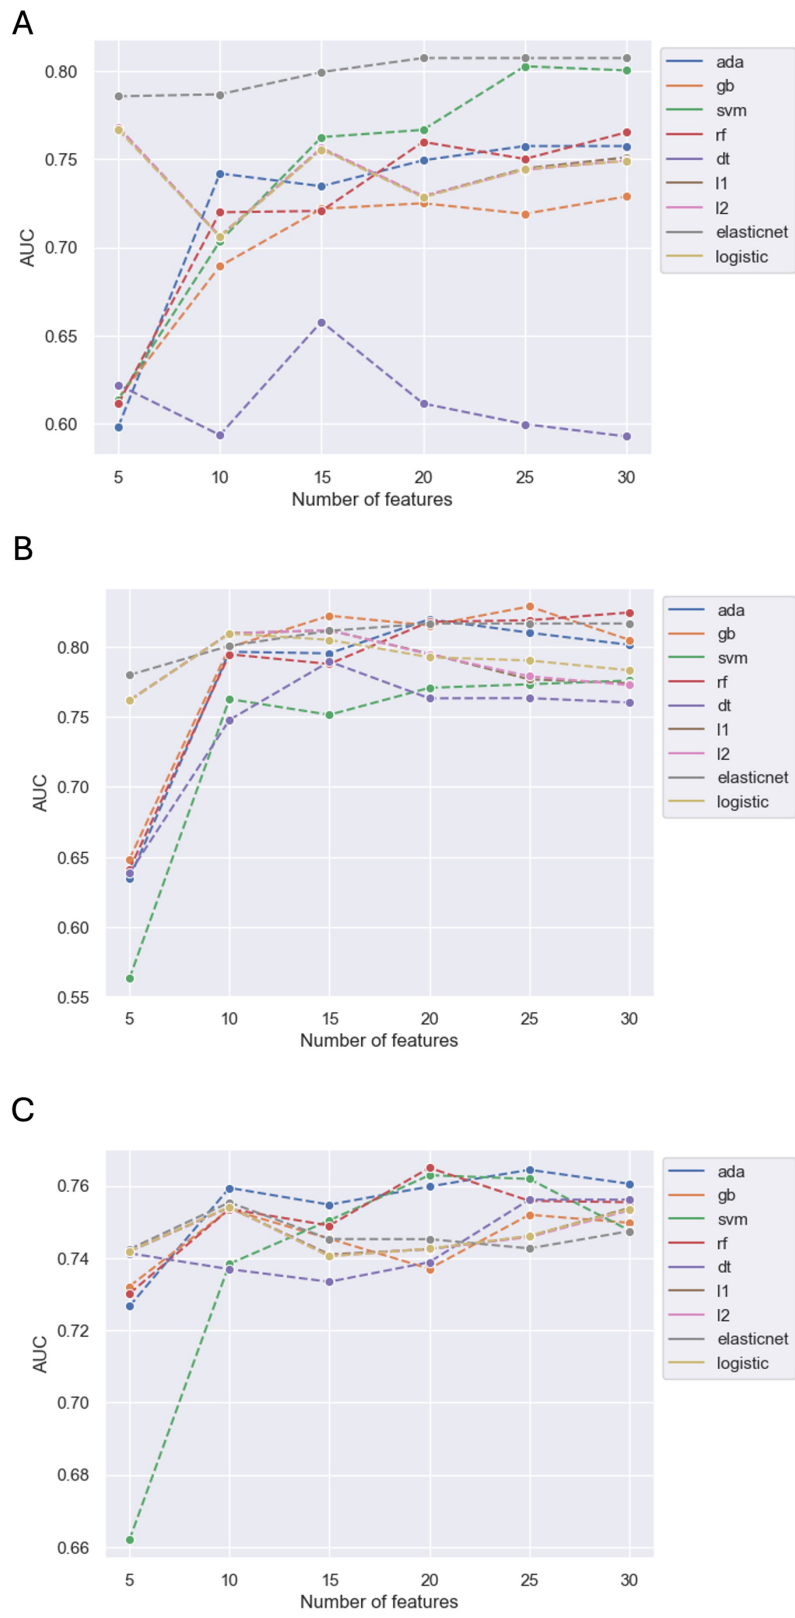 A
0.80
0.75
0.70
0.65
0.60
AUC
5 10 15 20 25 30
Number of features
ada
gb
svm
rf
dt
l1
l2
elasticnet
logistic
B
0.80
0.75
0.70
0.65
0.60
0.55
AUC
5 10 15 20 25 30
Number of features
ada
gb
svm
rf
dt
l1
l2
elasticnet
logistic
C
0.76
0.74
0.72
0.70
0.68
0.66
AUC
5 10 15 20 25 30
Number of features
ada
gb
svm
rf
dt
l1
l2
elasticnet
logistic